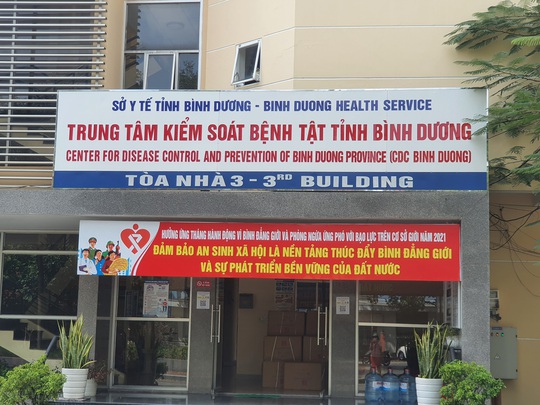 SỞ Y TẾ TỈNH BÌNH DƯƠNG - BINH DUONG HEALTH SERVICE
TRUNG TÂM KIỂM SOÁT BỆNH TẬT TỈNH BÌNH DƯƠNG
CENTER FOR DISEASE CONTROL AND PREVENTION OF BINH DUONG PROVINCE (CDC BINH DUONG)
TÒA NHÀ 3 - 3RD BUILDING
HƯỞNG ỨNG THÁNG HÀNH ĐỘNG VÌ BÌNH ĐẲNG GIỚI VÀ PHÒNG NGỪA ỨNG PHÓ VỚI BẠO LỰC TRÊN CƠ SỞ GIỚI NĂM 2021
ĐẢM BẢO AN SINH XÃ HỘI LÀ NỀN TẢNG THÚC ĐẨY BÌNH ĐẲNG GIỚI
VÀ SỰ PHÁT TRIỂN BỀN VỮNG CỦA ĐẤT NƯỚC